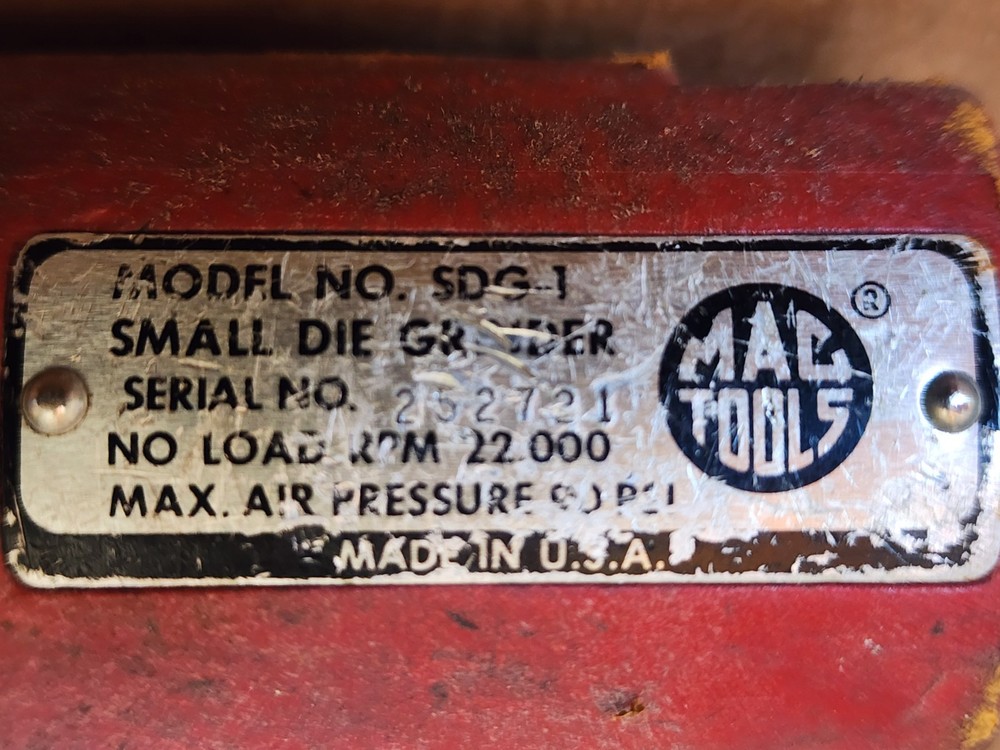 MODEL NO. SDG-1
SMALL DIE GRINDER
SERIAL NO. 252721
NO LOAD RPM 22.000
MAX. AIR PRESSURE 90 PSI
MAC TOOLS ®
MADE IN U.S.A.